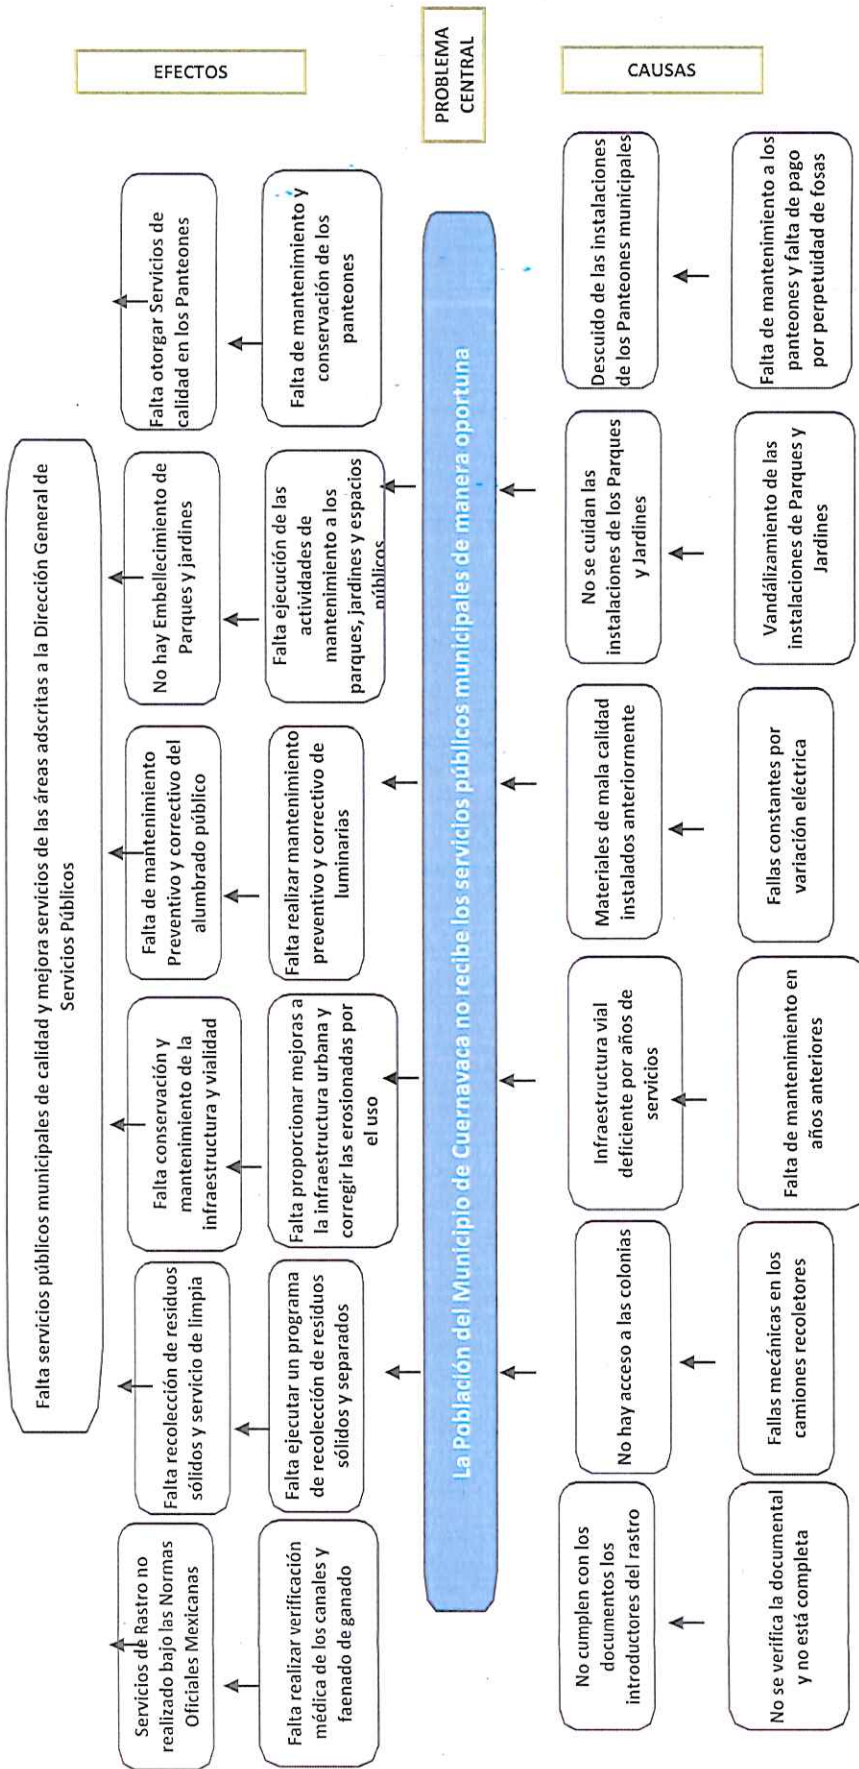 Falta servicios públicos municipales de calidad y mejora servicios de las áreas adscritas a la Dirección General de
Servicios Públicos
EFECTOS
Servicios de Rastro no
realizado bajo las Normas
Oficiales Mexicanas
Falta recolección de residuos
sólidos y servicio de limpia
Falta conservación y
mantenimiento de la
infraestructura y vialidad
Falta de mantenimiento
Preventivo y correctivo del
alumbrado público
No hay Embellecimiento de
Parques y jardines
Falta otorgar Servicios de
calidad en los Panteones
Falta realizar verificación
médica de los canales y
faenado de ganado
Falta ejecutar un programa
de recolección de residuos
sólidos y separados
Falta proporcionar mejoras a
la infraestructura urbana y
corregir las erosionadas por
el uso
Falta realizar mantenimiento
preventivo y correctivo de
luminarias
Falta ejecución de las
actividades de
mantenimiento a los
parques, jardines y espacios
públicos
Falta de mantenimiento y
conservación de los
panteones
La Población del Municipio de Cuernavaca no recibe los servicios públicos municipales de manera oportuna
PROBLEMA
CENTRAL
No cumplen con los
documentos los
introductores del rastro
No hay acceso a las colonias
Infraestructura vial
deficiente por años de
servicios
Materiales de mala calidad
instalados anteriormente
No se cuidan las
instalaciones de los Parques
y Jardines
Descuido de las instalaciones
de los Panteones municipales
CAUSAS
No se verifica la documental
y no está completa
Fallas mecánicas en los
camiones recoletores
Falta de mantenimiento en
años anteriores
Fallas constantes por
variación eléctrica
Vandálizamiento de las
instalaciones de Parques y
Jardines
Falta de mantenimiento a los
panteones y falta de pago
por perpetuidad de fosas